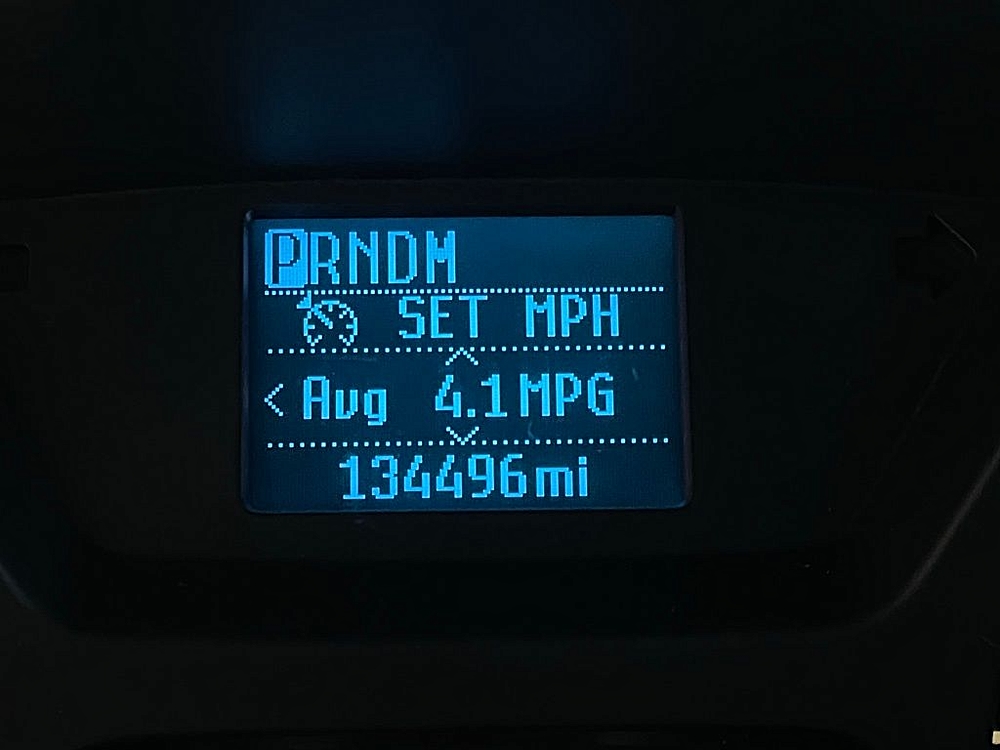 PRNDM
SET MPH
< Avg 4.1MPG
134496mi